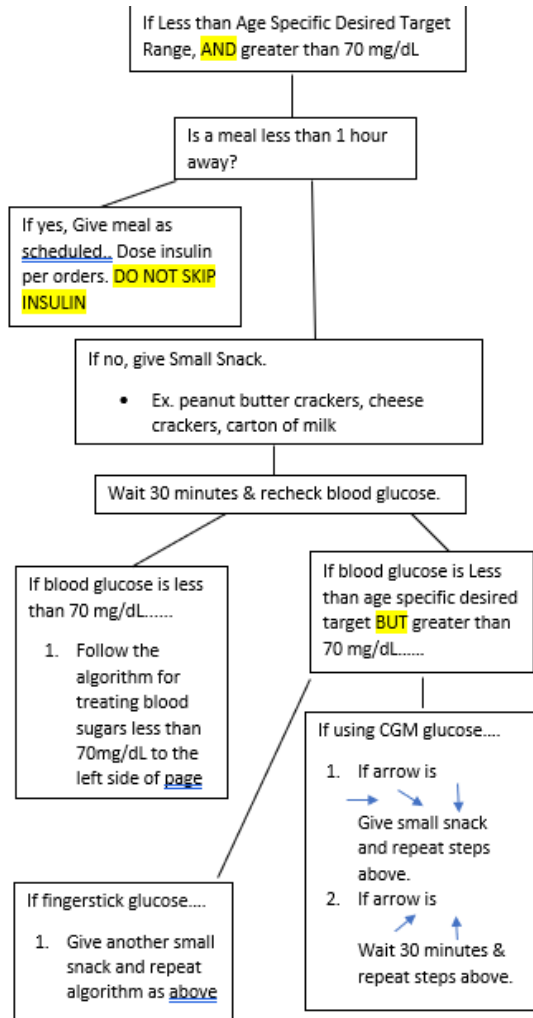 If Less than Age Specific Desired Target
Range, AND greater than 70 mg/dL
Is a meal less than 1 hour
away?
If yes, Give meal as
scheduled.. Dose insulin
per orders. DO NOT SKIP
INSULIN
If no, give Small Snack.
• Ex. peanut butter crackers, cheese
crackers, carton of milk
Wait 30 minutes & recheck blood glucose.
If blood glucose is less
than 70 mg/dL......
1. Follow the
algorithm for
treating blood
sugars less than
70mg/dL to the
left side of page
If blood glucose is Less
than age specific desired
target BUT greater than
70 mg/dL......
If using CGM glucose....
1. If arrow is
Give small snack
and repeat steps
above.
2. If arrow is
Wait 30 minutes &
repeat steps above.
If fingerstick glucose....
1. Give another small
snack and repeat
algorithm as above